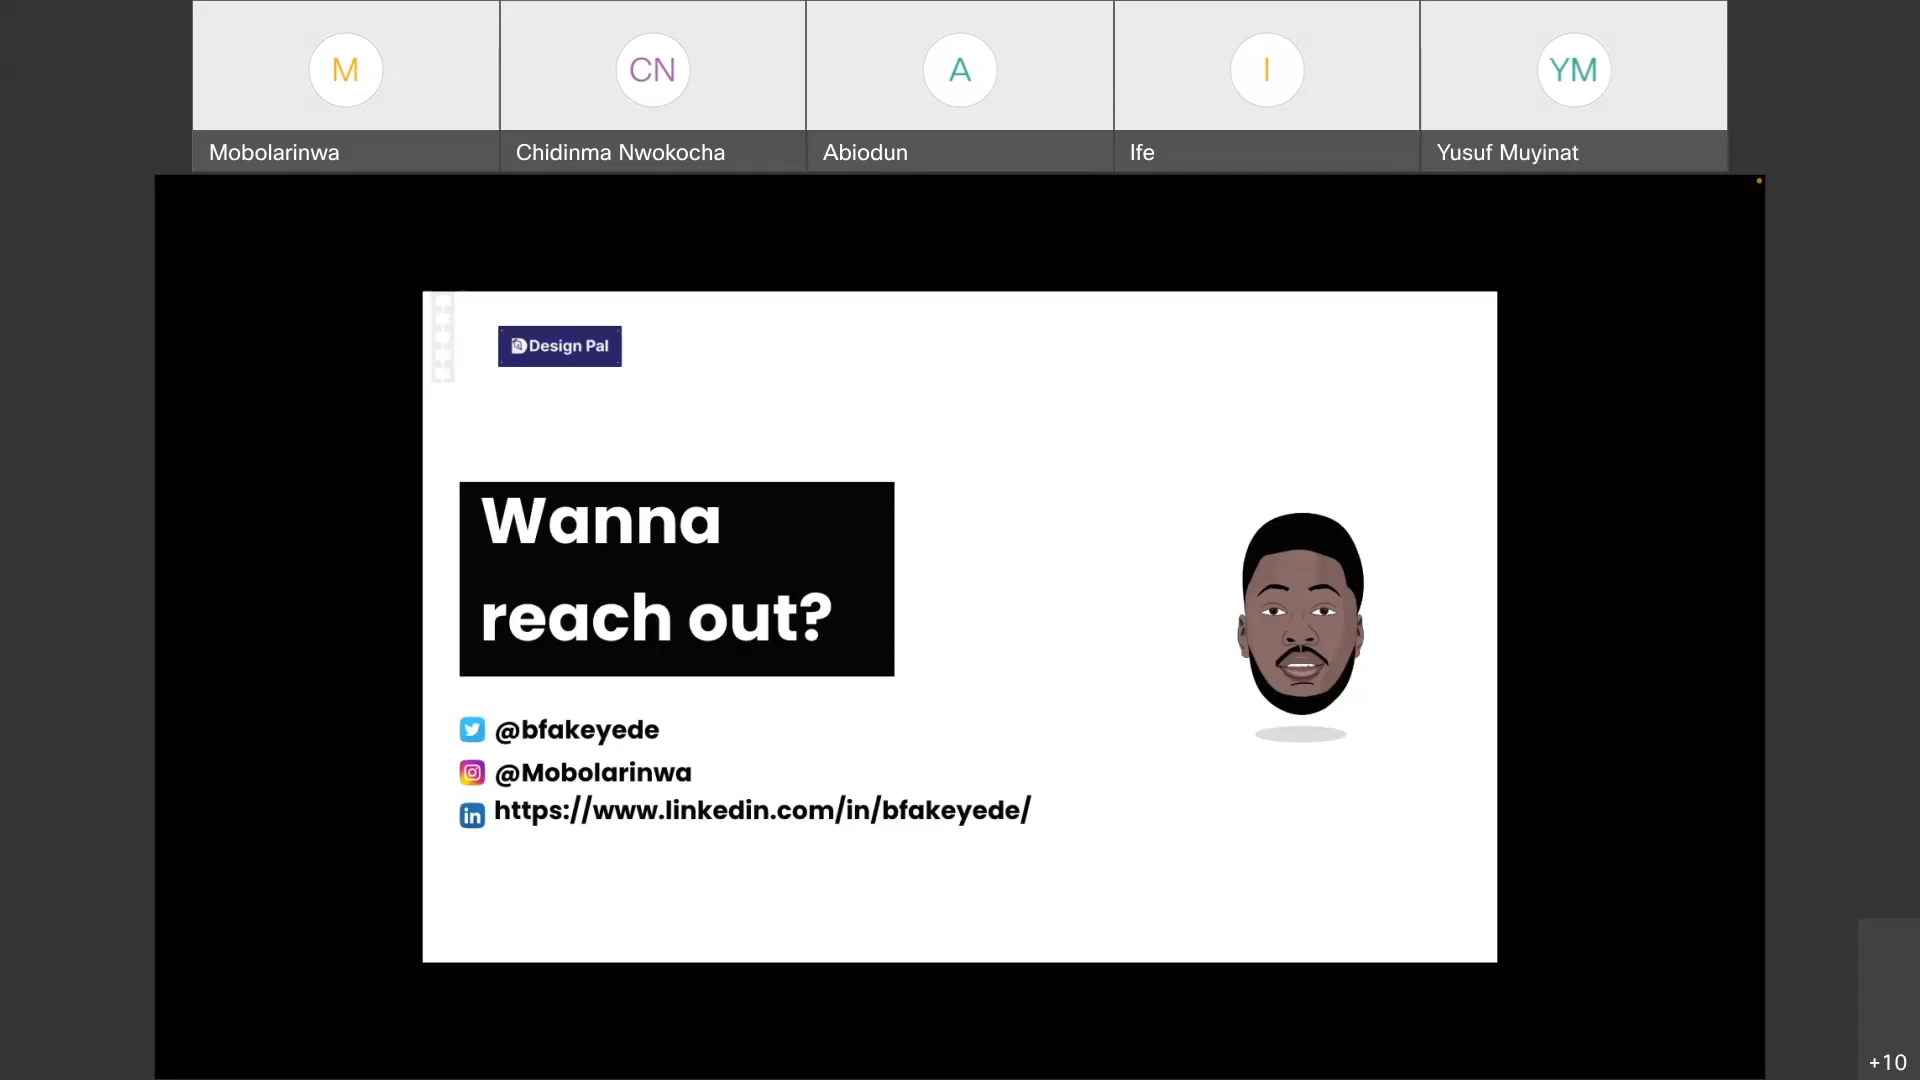 M
CN
A
I
YM
Mobolarinwa
Chidinma Nwokocha
Abiodun
Ife
Yusuf Muyinat
Design Pal
Wanna
reach out?
@bfakeyede
@Mobolarinwa
in https://www.linkedin.com/in/bfakeyede/
+10